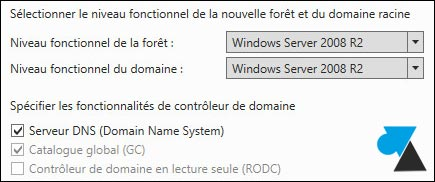 Sélectionner le niveau fonctionnel de la nouvelle forêt et du domaine racine
Niveau fonctionnel de la forêt : Windows Server 2008 R2
Niveau fonctionnel du domaine : Windows Server 2008 R2
Spécifier les fonctionnalités de contrôleur de domaine
Serveur DNS (Domain Name System)
Catalogue global (GC)
Contrôleur de domaine en lecture seule (RODC)